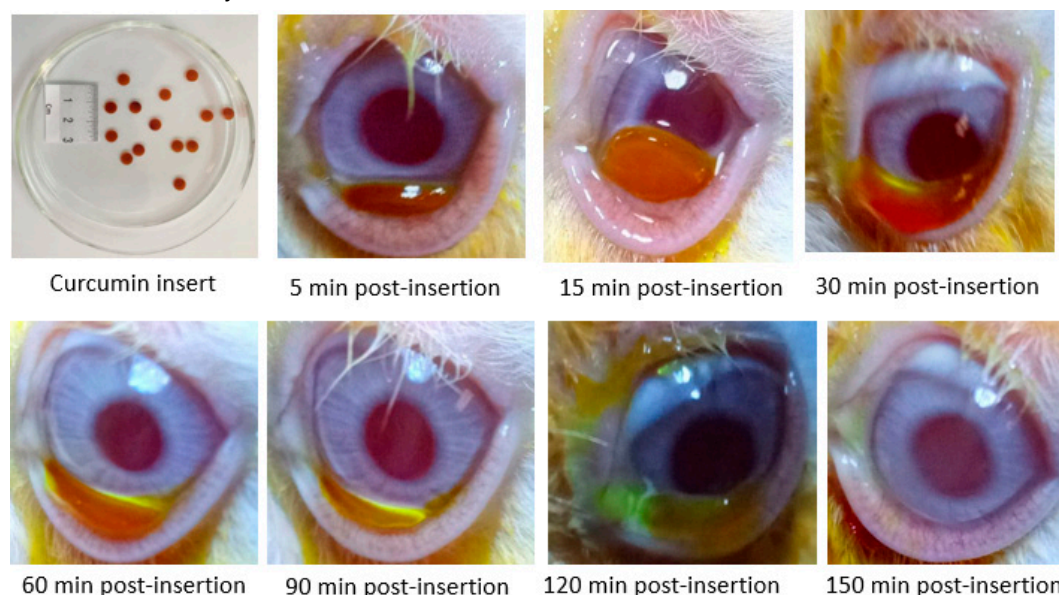 Cm
1
2
3
Curcumin insert
5 min post-insertion
15 min post-insertion
30 min post-insertion
60 min post-insertion
90 min post-insertion
120 min post-insertion
150 min post-insertion